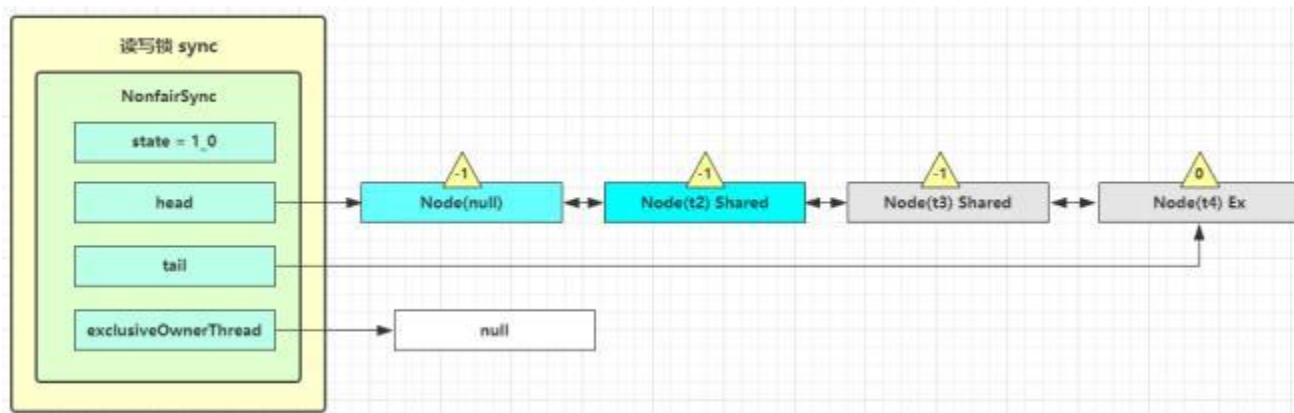 读写锁 sync
NonfairSync
state = 1_0
head
tail
exclusiveOwnerThread
-1
Node(null)
-1
Node(t2) Shared
-1
Node(t3) Shared
0
Node(t4) Ex
null